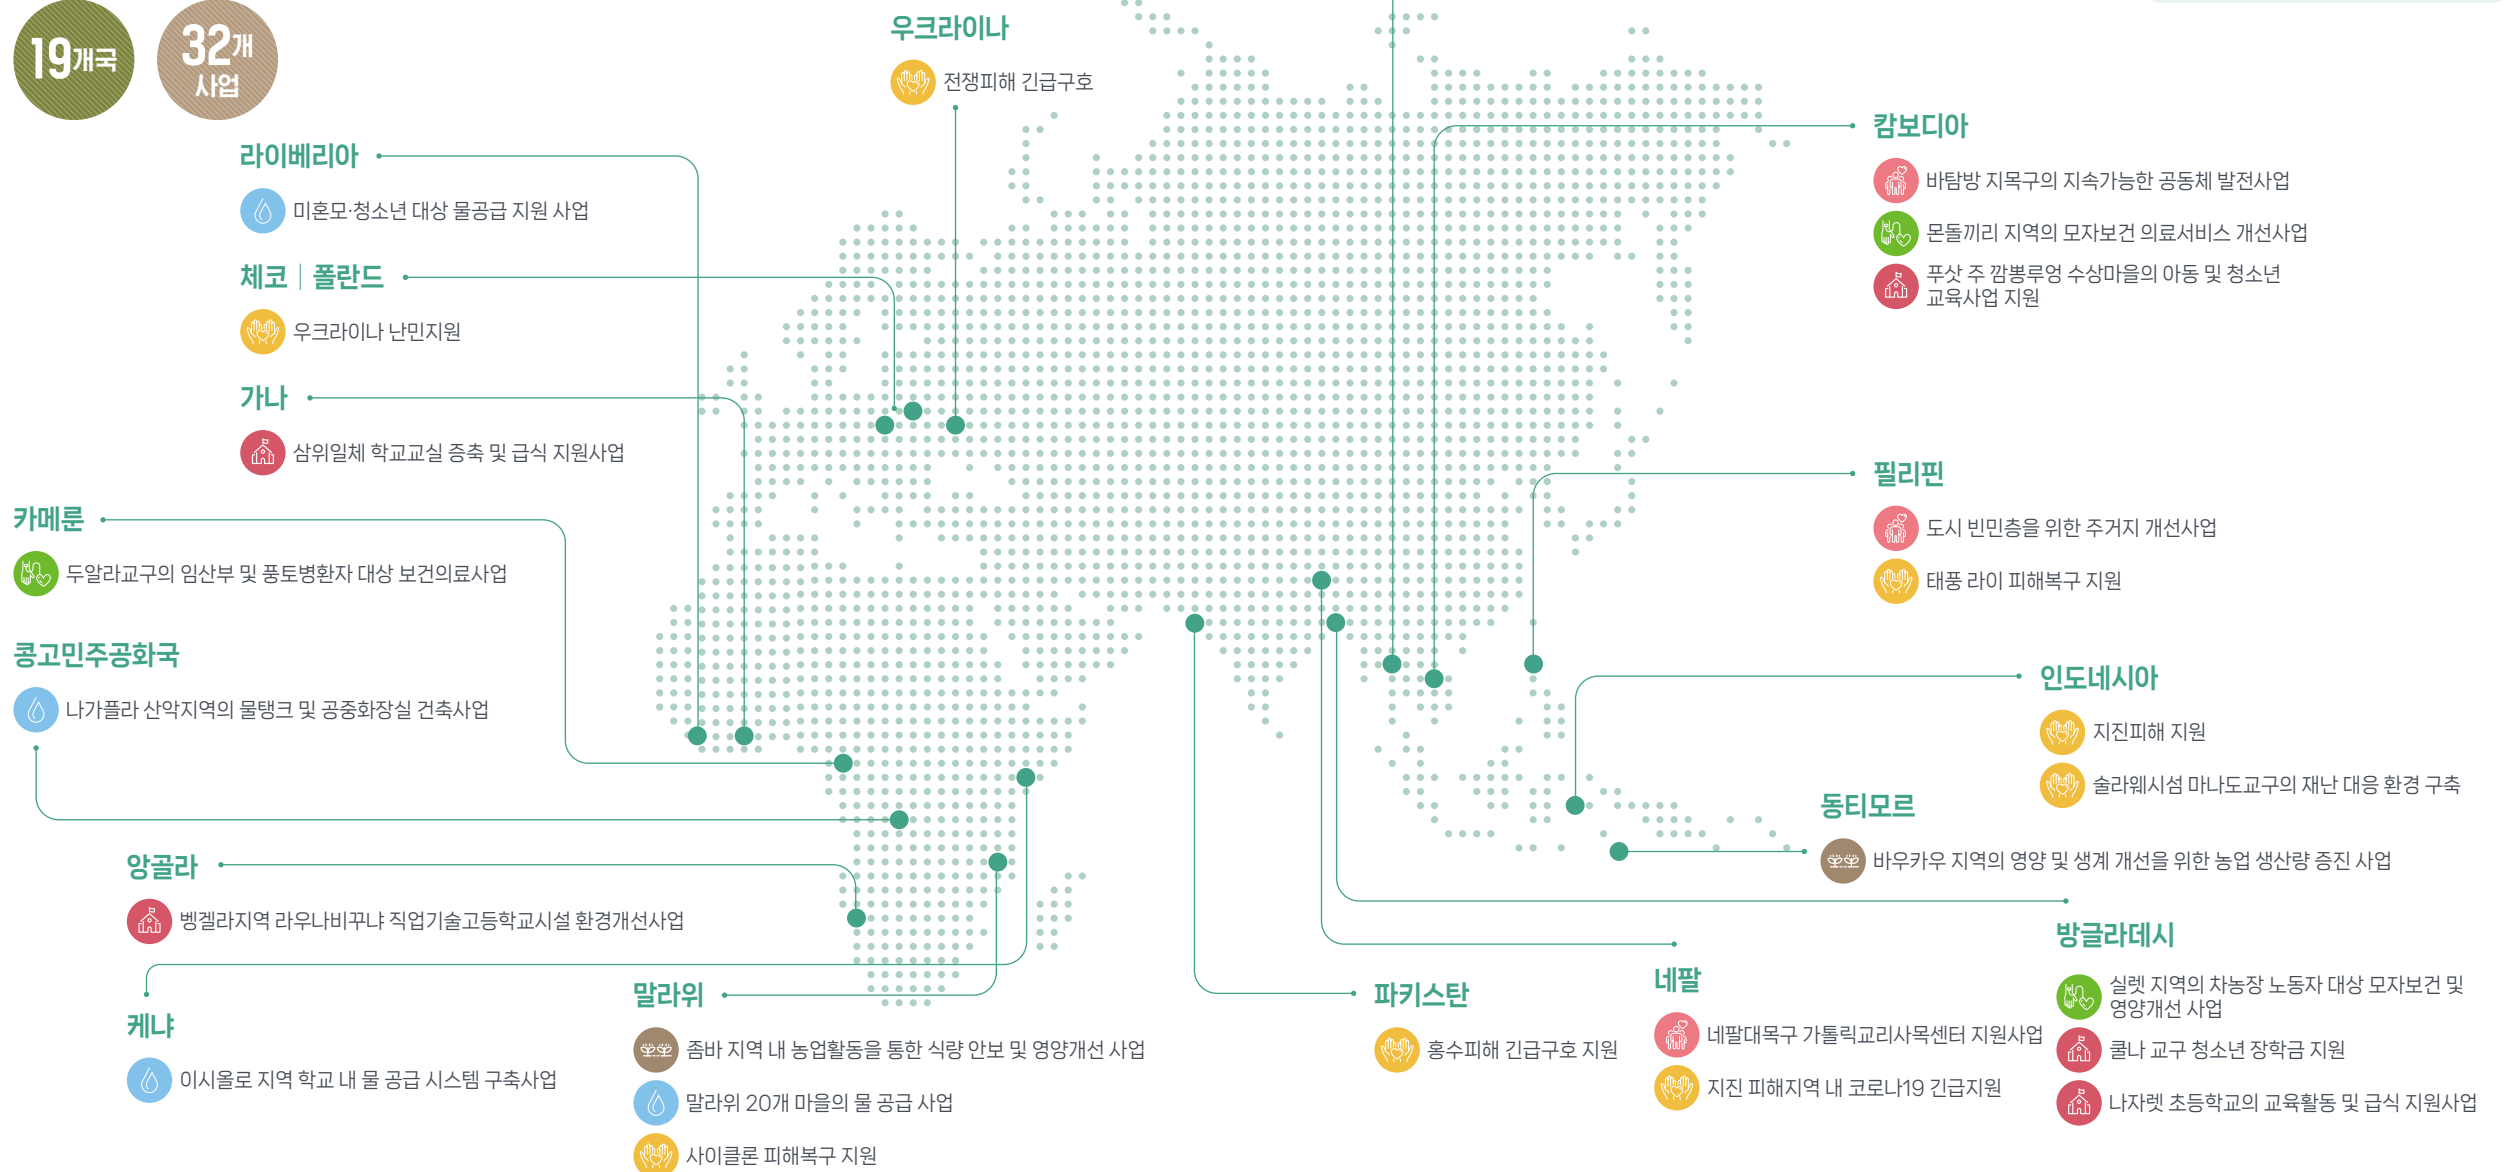 19개국
32개
사업
우크라이나
전쟁피해 긴급구호
라이베리아
미혼모·청소년 대상 물공급 지원 사업
체코 | 폴란드
우크라이나 난민지원
가나
삼위일체 학교교실 증축 및 급식 지원사업
카메룬
두알라교구의 임산부 및 풍토병환자 대상 보건의료사업
콩고민주공화국
나가플라 산악지역의 물탱크 및 공중화장실 건축사업
앙골라
벵겔라지역 라우나비꾸냐 직업기술고등학교시설 환경개선사업
케냐
이시올로 지역 학교 내 물 공급 시스템 구축사업
말라위
좀바 지역 내 농업활동을 통한 식량 안보 및 영양개선 사업
말라위 20개 마을의 물 공급 사업
사이클론 피해복구 지원
캄보디아
바탐방 지목구의 지속가능한 공동체 발전사업
몬돌끼리 지역의 모자보건 의료서비스 개선사업
푸삿 주 깜뽕루엉 수상마을의 아동 및 청소년
교육사업 지원
필리핀
도시 빈민층을 위한 주거지 개선사업
태풍 라이 피해복구 지원
인도네시아
지진피해 지원
술라웨시섬 마나도교구의 재난 대응 환경 구축
동티모르
바우카우 지역의 영양 및 생계 개선을 위한 농업 생산량 증진 사업
방글라데시
실렛 지역의 차농장 노동자 대상 모자보건 및
영양개선 사업
쿨나 교구 청소년 장학금 지원
나자렛 초등학교의 교육활동 및 급식 지원사업
네팔
네팔대목구 가톨릭교리사목센터 지원사업
지진 피해지역 내 코로나19 긴급지원
파키스탄
홍수피해 긴급구호 지원